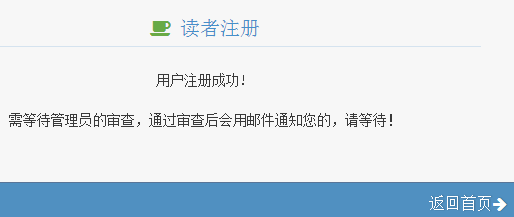 读者注册
用户注册成功!
需等待管理员的审查，通过审查后会用邮件通知您的，请等待!
返回首页